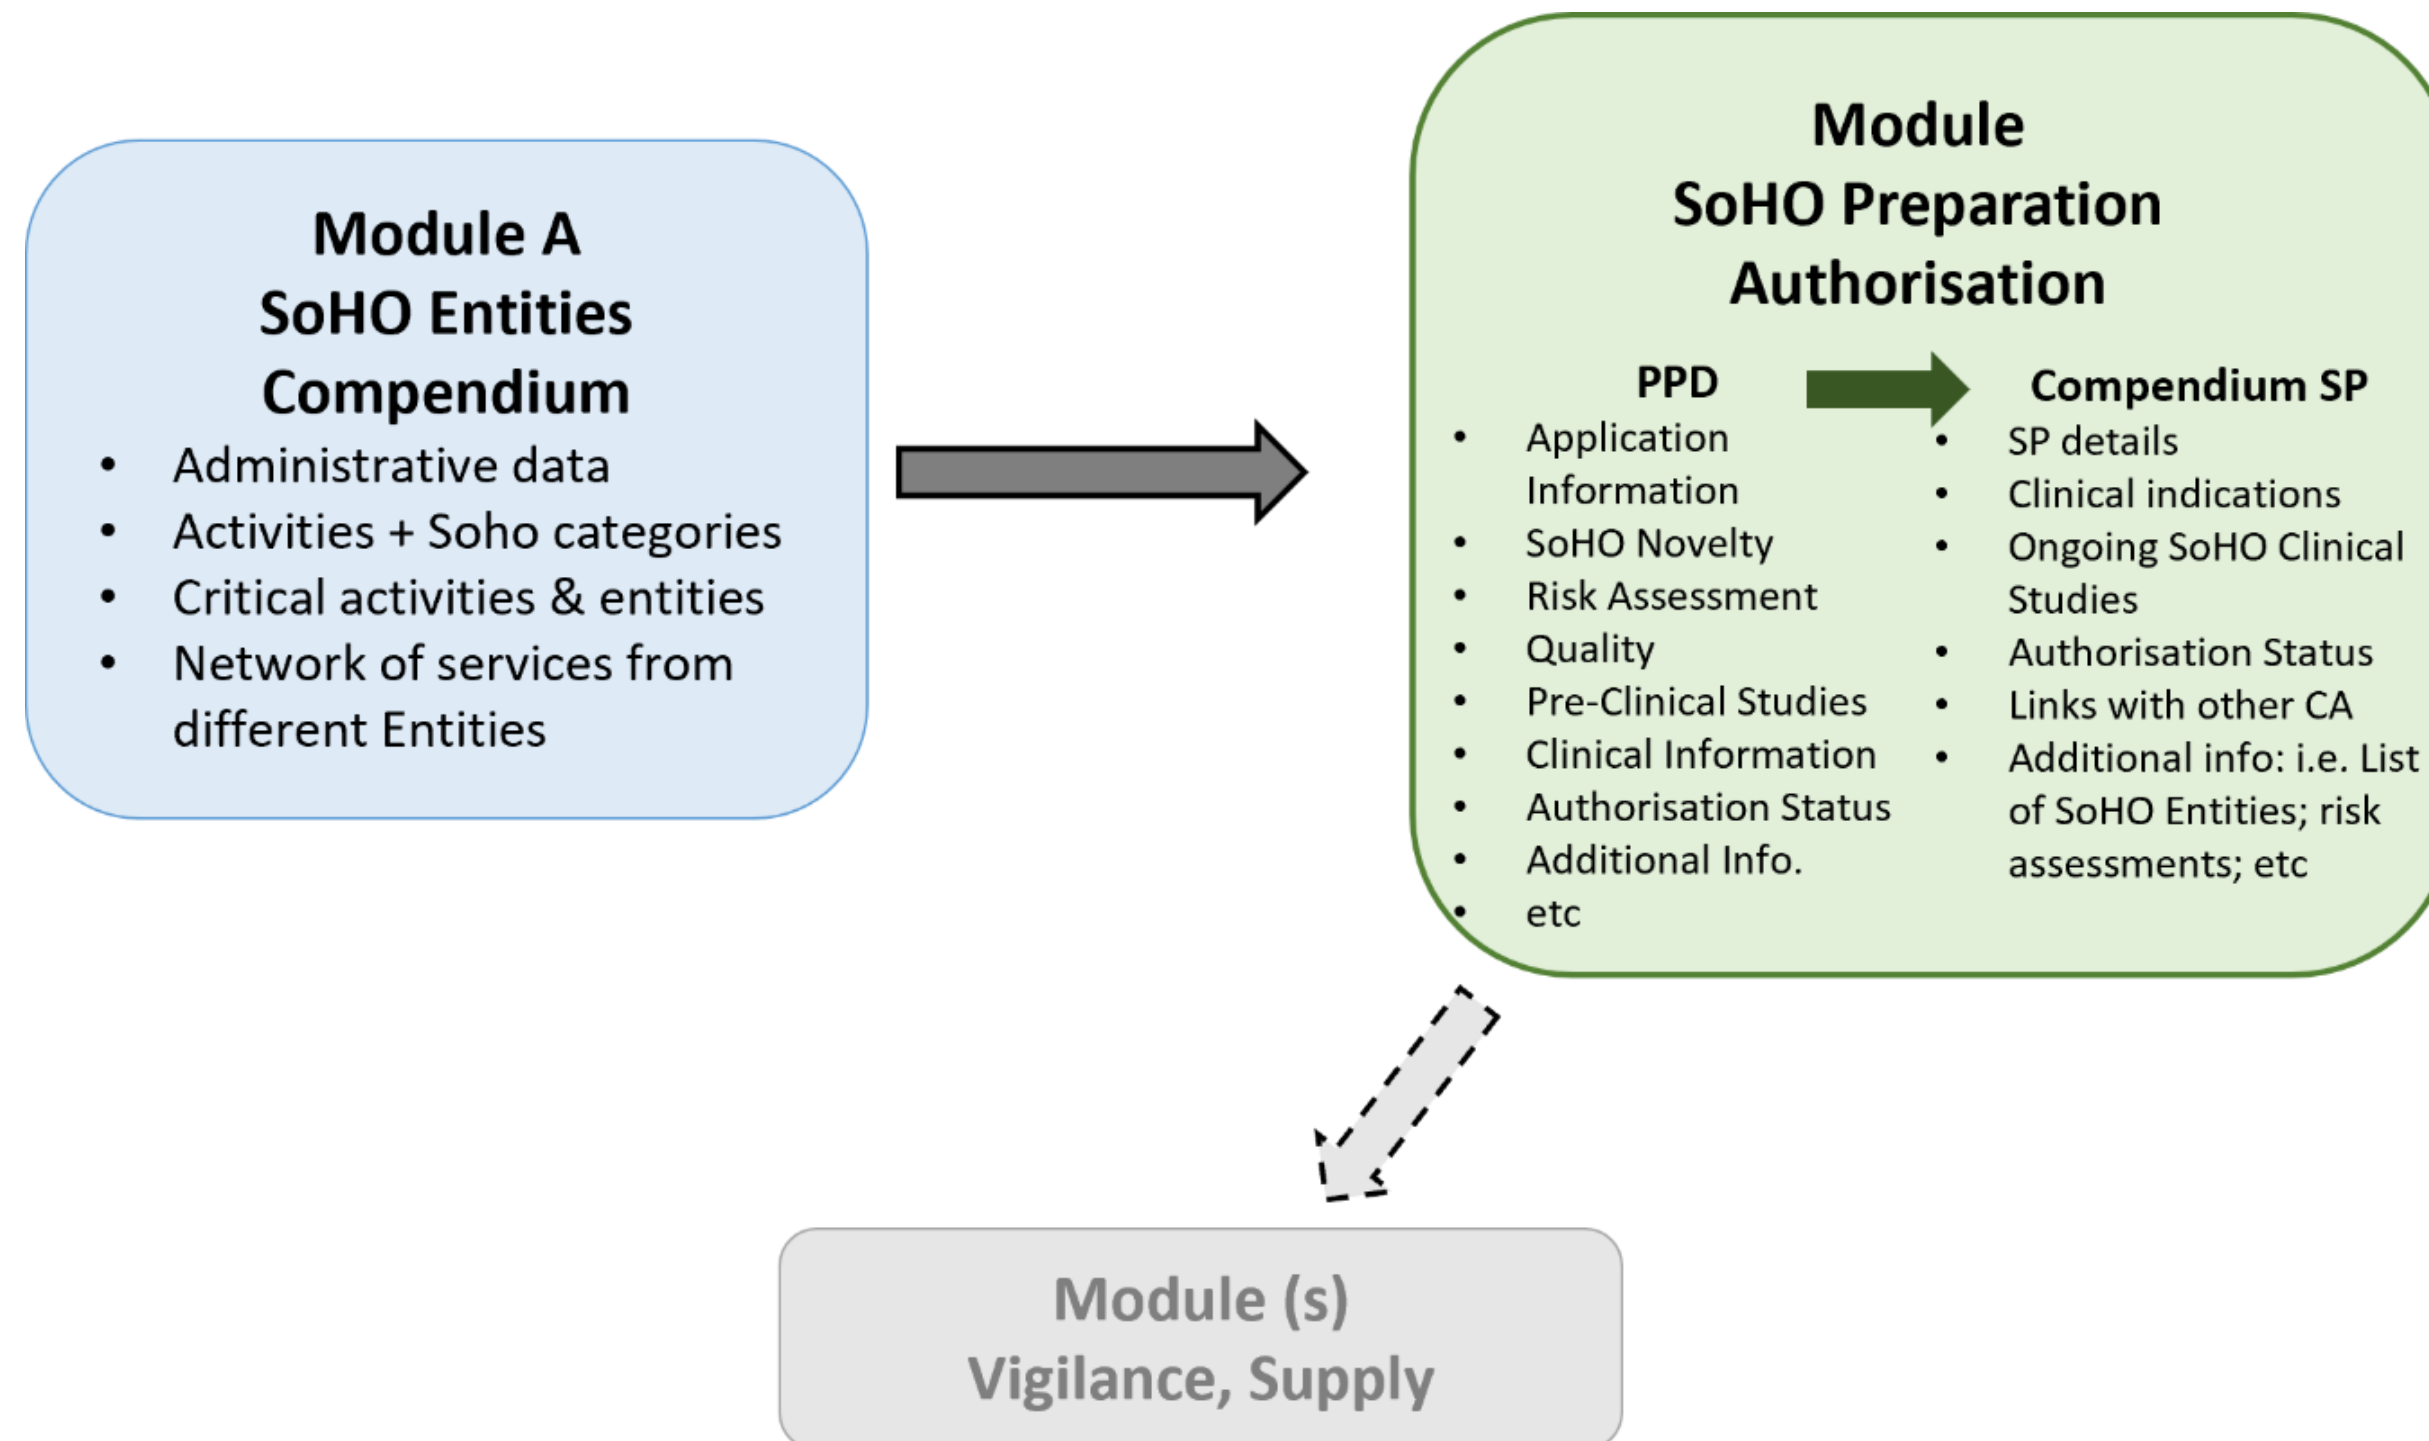 Module A
SoHO Entities
Compendium
• Administrative data
• Activities + Soho categories
• Critical activities & entities
• Network of services from
different Entities
Module
SoHO Preparation
Authorisation
PPD
• Application
Information
• SoHO Novelty
• Risk Assessment
• Quality
• Pre-Clinical Studies
• Clinical Information
• Authorisation Status
• Additional Info.
• etc
Compendium SP
• SP details
• Clinical indications
• Ongoing SoHO Clinical
Studies
• Authorisation Status
• Links with other CA
• Additional info: i.e. List
of SoHO Entities; risk
assessments; etc
Module (s)
Vigilance, Supply